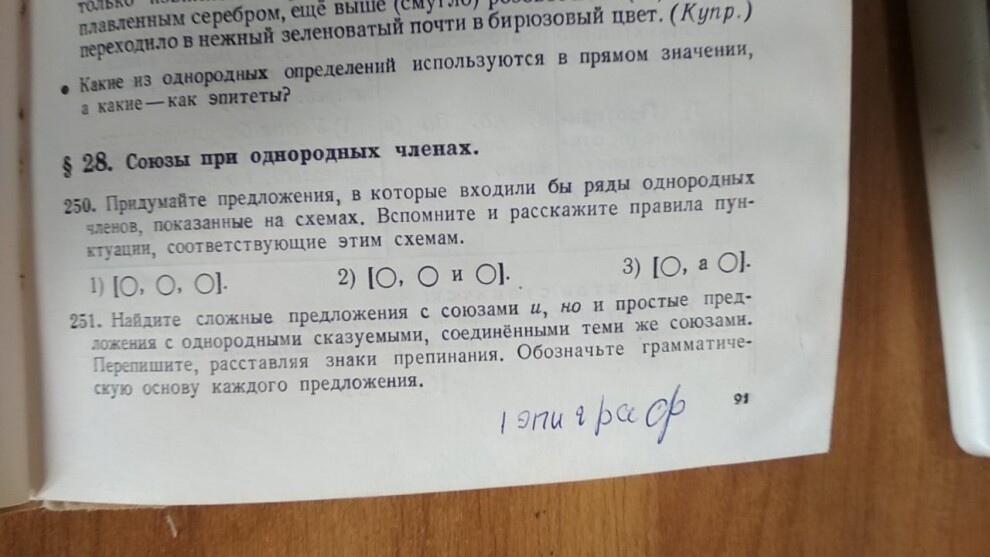 плавленным серебром, ещё выше (смугло)
переходило в нежный зеленоватый почти в бирюзовый цвет. (Купр.)
• Какие из однородных определений используются в прямом значении,
а какие — как эпитеты?
§ 28. Союзы при однородных членах.
250. Придумайте предложения, в которые входили бы ряды однородных
членов, показанные на схемах. Вспомните и расскажите правила пун-
ктуации, соответствующие этим схемам.
1) [○, ○, ○]. 2) [○, ○ и ○]. 3) [○, а ○].
251. Найдите сложные предложения с союзами и, но и простые пред-
ложения с однородными сказуемыми, соединёнными теми же союзами.
Перепишите, расставляя знаки препинания. Обозначьте грамматиче-
скую основу каждого предложения.
1 эпиграф
91